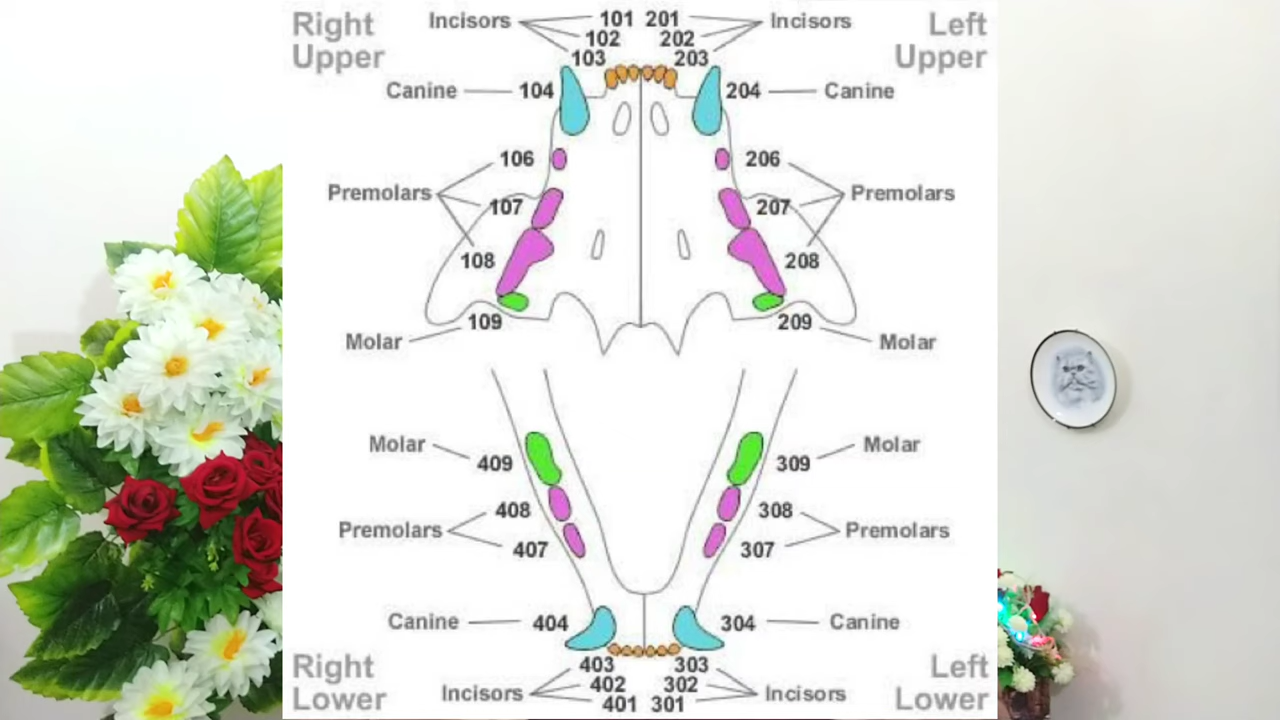 Right Upper
Left Upper
Incisors 101 201 Incisors
102 202
103 203
Canine 104 204 Canine
106 206
Premolars 107 207 Premolars
108 208
109 209
Molar Molar
Molar 409 309 Molar
408 308
Premolars Premolars
407 307
Canine 404 304 Canine
Right Lower
Left Lower
403 303
402 302
Incisors 401 301 Incisors